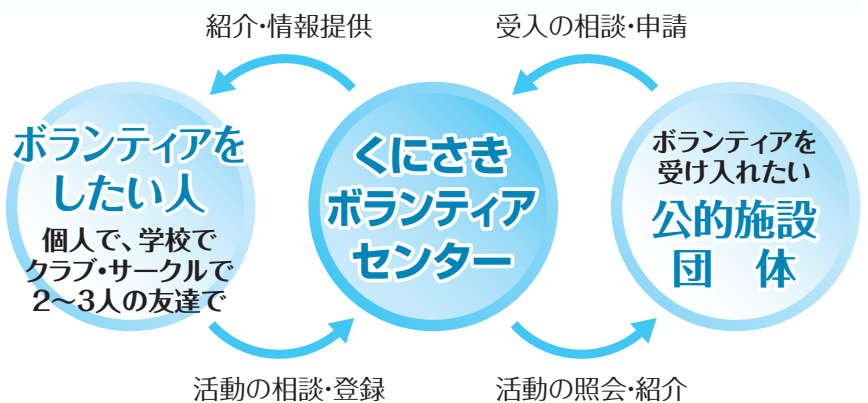 紹介・情報提供
受入の相談・申請
ボランティアを
したい人
個人で、学校で
クラブ・サークルで
2〜3人の友達で
くにさき
ボランティア
センター
ボランティアを
受け入れたい
公的施設
団　体
活動の相談・登録
活動の照会・紹介